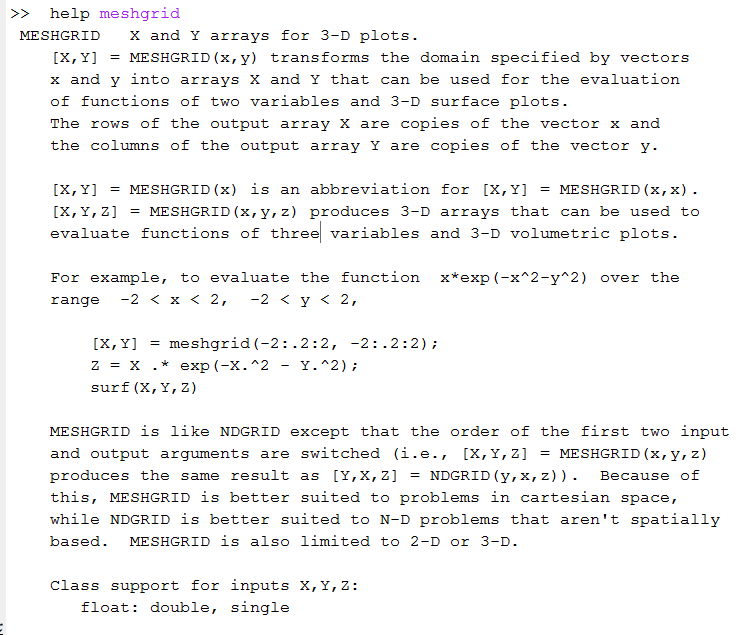 >>  help meshgrid
MESHGRID   X and Y arrays for 3-D plots.
[X,Y] = MESHGRID(x,y) transforms the domain specified by vectors
x and y into arrays X and Y that can be used for the evaluation
of functions of two variables and 3-D surface plots.
The rows of the output array X are copies of the vector x and
the columns of the output array Y are copies of the vector y.
[X,Y] = MESHGRID(x) is an abbreviation for [X,Y] = MESHGRID(x,x).
[X,Y,Z] = MESHGRID(x,y,z) produces 3-D arrays that can be used to
evaluate functions of three variables and 3-D volumetric plots.
For example, to evaluate the function  x*exp(-x^2-y^2) over the
range  -2 < x < 2,  -2 < y < 2,
[X,Y] = meshgrid(-2:.2:2, -2:.2:2);
Z = X .* exp(-X.^2 - Y.^2);
surf(X,Y,Z)
MESHGRID is like NDGRID except that the order of the first two input
and output arguments are switched (i.e., [X,Y,Z] = MESHGRID(x,y,z)
produces the same result as [Y,X,Z] = NDGRID(y,x,z)).  Because of
this, MESHGRID is better suited to problems in cartesian space,
while NDGRID is better suited to N-D problems that aren't spatially
based.  MESHGRID is also limited to 2-D or 3-D.
Class support for inputs X,Y,Z:
float: double, single